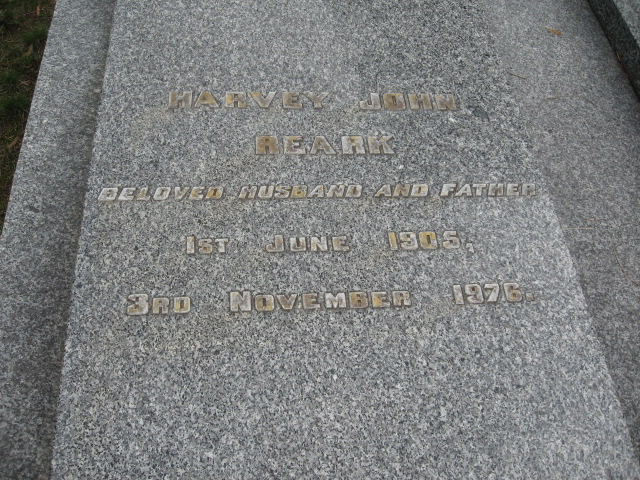 HARVEY JOHN
REARK
BELOVED HUSBAND AND FATHER
1ST JUNE 1905,
3RD NOVEMBER 1976.